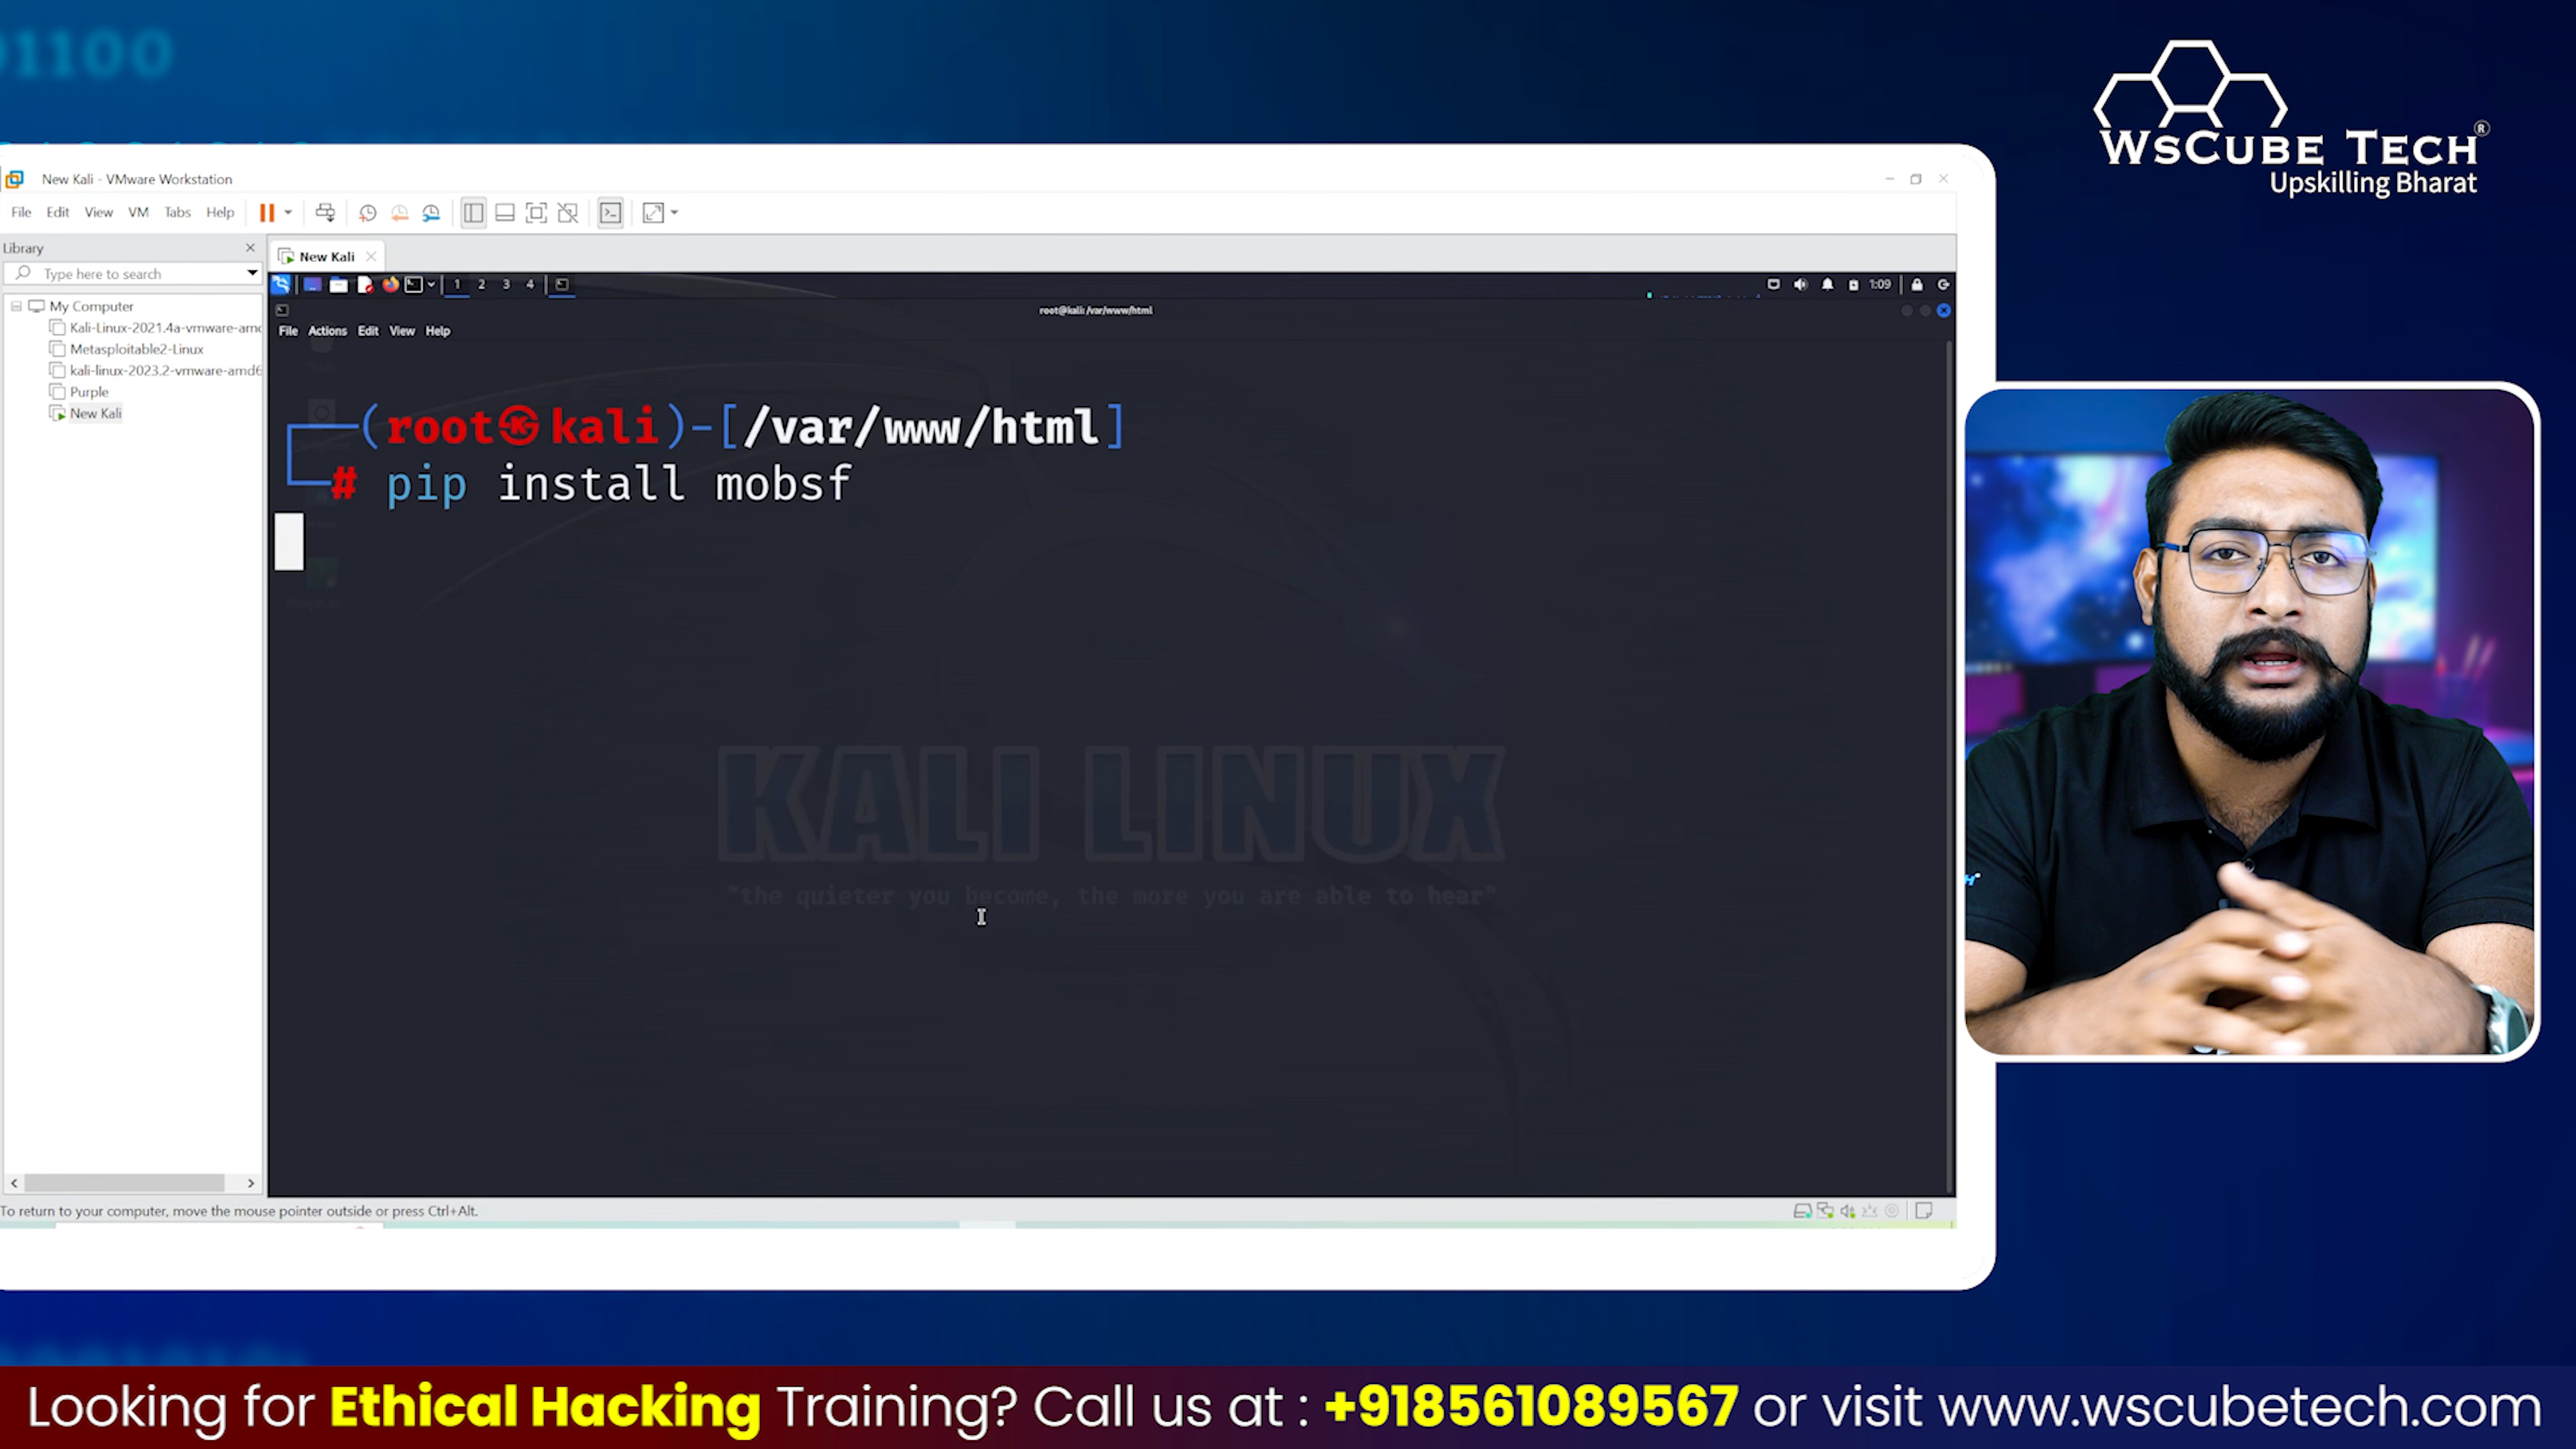 01100
WsCube Tech®
Upskilling Bharat
New Kali - VMware Workstation
File Edit View VM Tabs Help
Library
Type here to search
New Kali
My Computer
Kali-Linux-2021.4a-vmware-amd
Metasploitable2-Linux
kali-linux-2023.2-vmware-amd6
Purple
New Kali
1 2 3 4
1:09
root@kali: /var/www/html
File Actions Edit View Help
(root㉿kali)-[/var/www/html]
# pip install mobsf
KALI LINUX
"the quieter you become, the more you are able to hear"
To return to your computer, move the mouse pointer outside or press Ctrl+Alt.
Looking for Ethical Hacking Training? Call us at : +918561089567 or visit www.wscubetech.com